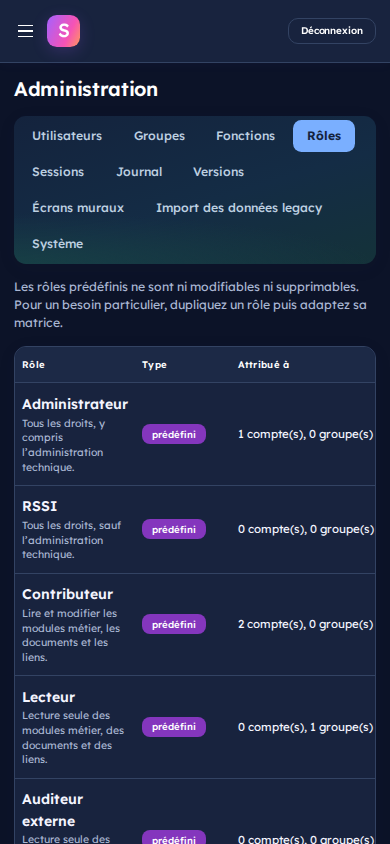 S
Déconnexion
Administration
Utilisateurs Groupes Fonctions Rôles
Sessions Journal Versions
Écrans muraux Import des données legacy
Système
Les rôles prédéfinis ne sont ni modifiables ni supprimables.
Pour un besoin particulier, dupliquez un rôle puis adaptez sa
matrice.
Rôle Type Attribué à
Administrateur
Tous les droits, y
compris
l’administration
technique.
prédéfini
1 compte(s), 0 groupe(s)
RSSI
Tous les droits, sauf
l’administration
technique.
prédéfini
0 compte(s), 0 groupe(s)
Contributeur
Lire et modifier les
modules métier, les
documents et les
liens.
prédéfini
2 compte(s), 0 groupe(s)
Lecteur
Lecture seule des
modules métier, des
documents et des
liens.
prédéfini
0 compte(s), 1 groupe(s)
Auditeur
externe
Lecture seule des
prédéfini
0 compte(s), 0 groupe(s)